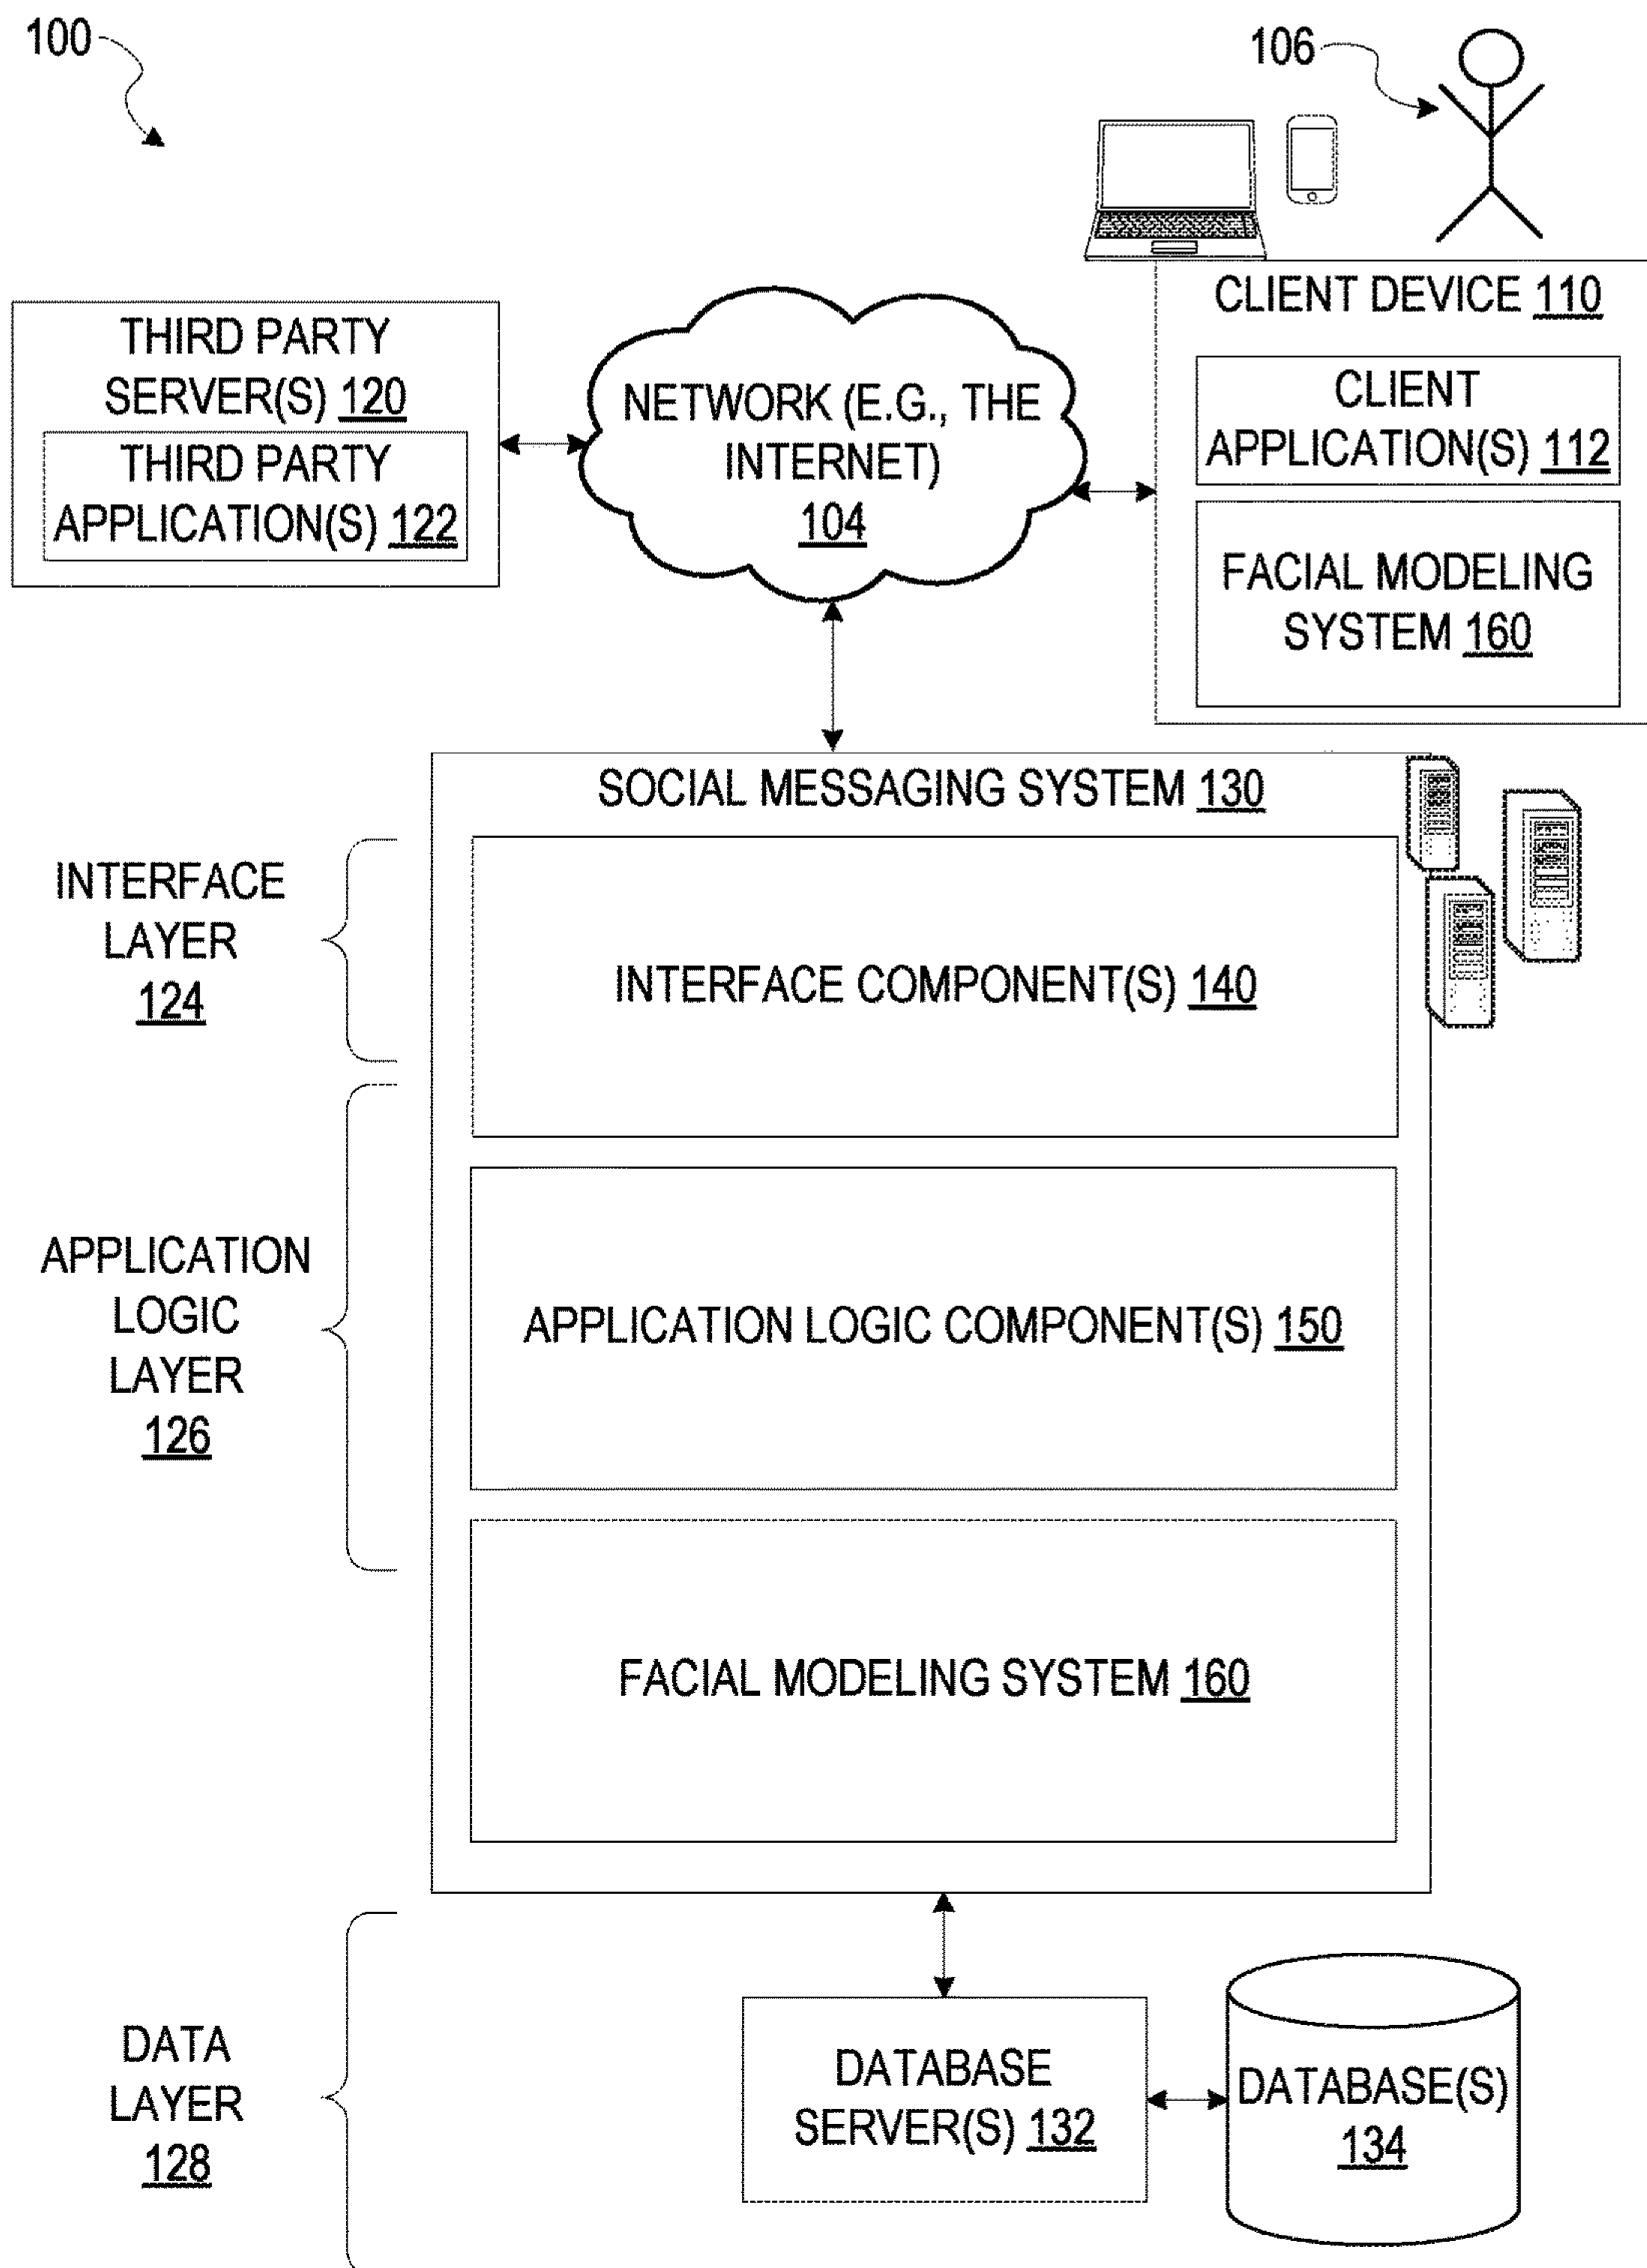 100
106
CLIENT DEVICE 110
CLIENT
APPLICATION(S) 112
FACIAL MODELING
SYSTEM 160
THIRD PARTY
SERVER(S) 120
THIRD PARTY
APPLICATION(S) 122
NETWORK (E.G., THE
INTERNET)
104
SOCIAL MESSAGING SYSTEM 130
INTERFACE
LAYER
124
INTERFACE COMPONENT(S) 140
APPLICATION
LOGIC
LAYER
126
APPLICATION LOGIC COMPONENT(S) 150
FACIAL MODELING SYSTEM 160
DATA
LAYER
128
DATABASE
SERVER(S) 132
DATABASE(S)
134